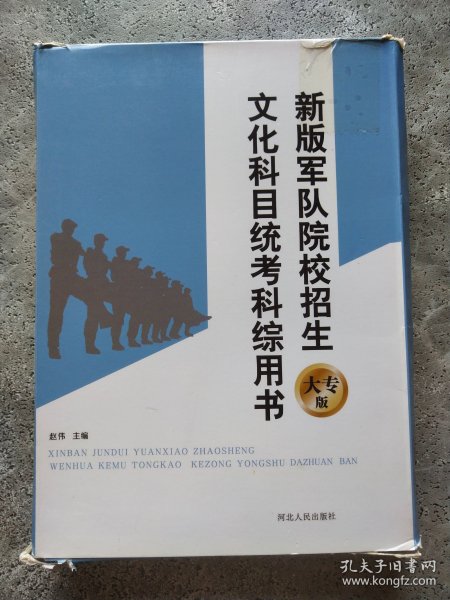 新版军队院校招生
文化科目统考科综用书
大专
版
赵伟 主编
XINBAN JUNDUI YUANXIAO ZHAOSHENG
WENHUA KEMU TONGKAO KEZONG YONGSHU DAZHUAN BAN
河北人民出版社
孔夫子旧书网
www.kongfz.com